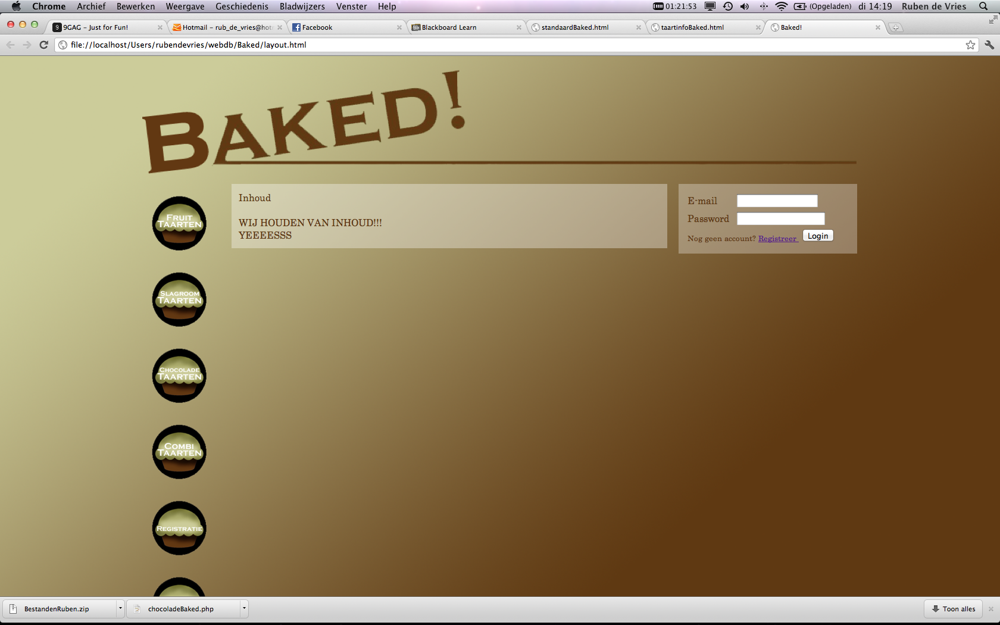 Chrome Archief Bewerken Weergave Geschiedenis Bladwijzers Venster Help 01:21:53 (Opgeladen) di 14:19 Ruben de Vries
9 9GAG – Just for Fun! Hotmail – rub_de_vries@hot Facebook Bb Blackboard Learn standaardBaked.html taartinfoBaked.html Baked!
file://localhost/Users/rubendevries/webdb/Baked/layout.html
BAKED!
Inhoud
WIJ HOUDEN VAN INHOUD!!!
YEEEESSS
E-mail
Password
Nog geen account? Registreer Login
FRUIT
TAARTEN
SLAGROOM
TAARTEN
CHOCOLADE
TAARTEN
COMBI
TAARTEN
REGISTRATIE
BestandenRuben.zip chocoladeBaked.php Toon alles